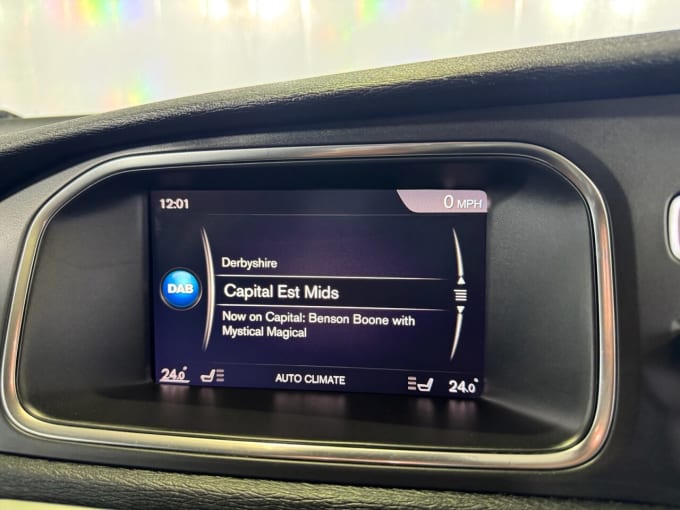 12:01
0 MPH
Derbyshire
DAB
Capital Est Mids
Now on Capital: Benson Boone with
Mystical Magical
24.0°
AUTO CLIMATE
24.0°